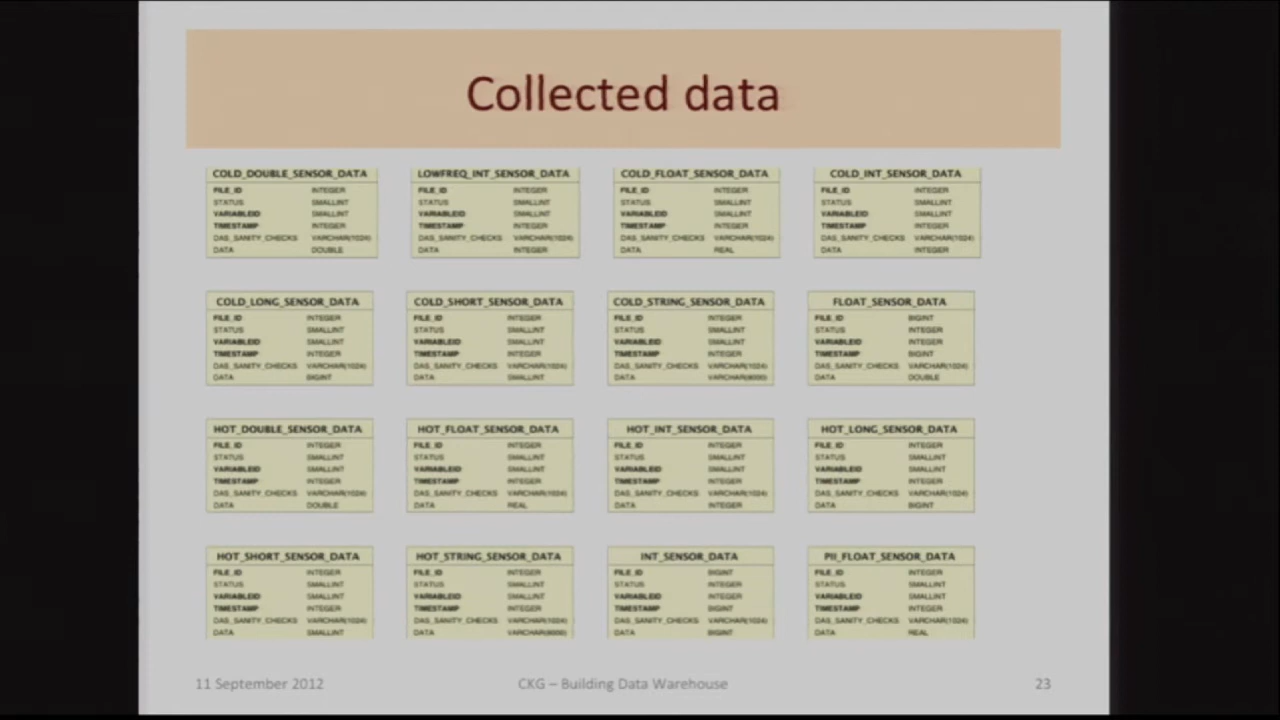 Collected data
COLD_DOUBLE_SENSOR_DATA
FILE_ID INTEGER
STATUS SMALLINT
VARIABLEID SMALLINT
TIMESTAMP INTEGER
DAS_SANITY_CHECKS VARCHAR(1024)
DATA DOUBLE
LOWFREQ_INT_SENSOR_DATA
FILE_ID INTEGER
STATUS SMALLINT
VARIABLEID SMALLINT
TIMESTAMP INTEGER
DAS_SANITY_CHECKS VARCHAR(1024)
DATA INTEGER
COLD_FLOAT_SENSOR_DATA
FILE_ID INTEGER
STATUS SMALLINT
VARIABLEID SMALLINT
TIMESTAMP INTEGER
DAS_SANITY_CHECKS VARCHAR(1024)
DATA REAL
COLD_INT_SENSOR_DATA
FILE_ID INTEGER
STATUS SMALLINT
VARIABLEID SMALLINT
TIMESTAMP INTEGER
DAS_SANITY_CHECKS VARCHAR(1024)
DATA INTEGER
COLD_LONG_SENSOR_DATA
FILE_ID INTEGER
STATUS SMALLINT
VARIABLEID SMALLINT
TIMESTAMP INTEGER
DAS_SANITY_CHECKS VARCHAR(1024)
DATA BIGINT
COLD_SHORT_SENSOR_DATA
FILE_ID INTEGER
STATUS SMALLINT
VARIABLEID SMALLINT
TIMESTAMP INTEGER
DAS_SANITY_CHECKS VARCHAR(1024)
DATA SMALLINT
COLD_STRING_SENSOR_DATA
FILE_ID INTEGER
STATUS SMALLINT
VARIABLEID SMALLINT
TIMESTAMP INTEGER
DAS_SANITY_CHECKS VARCHAR(1024)
DATA VARCHAR(8000)
FLOAT_SENSOR_DATA
FILE_ID BIGINT
STATUS INTEGER
VARIABLEID INTEGER
TIMESTAMP BIGINT
DAS_SANITY_CHECKS VARCHAR(1024)
DATA DOUBLE
HOT_DOUBLE_SENSOR_DATA
FILE_ID INTEGER
STATUS SMALLINT
VARIABLEID SMALLINT
TIMESTAMP INTEGER
DAS_SANITY_CHECKS VARCHAR(1024)
DATA DOUBLE
HOT_FLOAT_SENSOR_DATA
FILE_ID INTEGER
STATUS SMALLINT
VARIABLEID SMALLINT
TIMESTAMP INTEGER
DAS_SANITY_CHECKS VARCHAR(1024)
DATA REAL
HOT_INT_SENSOR_DATA
FILE_ID INTEGER
STATUS SMALLINT
VARIABLEID SMALLINT
TIMESTAMP INTEGER
DAS_SANITY_CHECKS VARCHAR(1024)
DATA INTEGER
HOT_LONG_SENSOR_DATA
FILE_ID INTEGER
STATUS SMALLINT
VARIABLEID SMALLINT
TIMESTAMP INTEGER
DAS_SANITY_CHECKS VARCHAR(1024)
DATA BIGINT
HOT_SHORT_SENSOR_DATA
FILE_ID INTEGER
STATUS SMALLINT
VARIABLEID SMALLINT
TIMESTAMP INTEGER
DAS_SANITY_CHECKS VARCHAR(1024)
DATA SMALLINT
HOT_STRING_SENSOR_DATA
FILE_ID INTEGER
STATUS SMALLINT
VARIABLEID SMALLINT
TIMESTAMP INTEGER
DAS_SANITY_CHECKS VARCHAR(1024)
DATA VARCHAR(8000)
INT_SENSOR_DATA
FILE_ID BIGINT
STATUS INTEGER
VARIABLEID INTEGER
TIMESTAMP BIGINT
DAS_SANITY_CHECKS VARCHAR(1024)
DATA BIGINT
PII_FLOAT_SENSOR_DATA
FILE_ID INTEGER
STATUS SMALLINT
VARIABLEID SMALLINT
TIMESTAMP INTEGER
DAS_SANITY_CHECKS VARCHAR(1024)
DATA REAL
11 September 2012
CKG – Building Data Warehouse
23